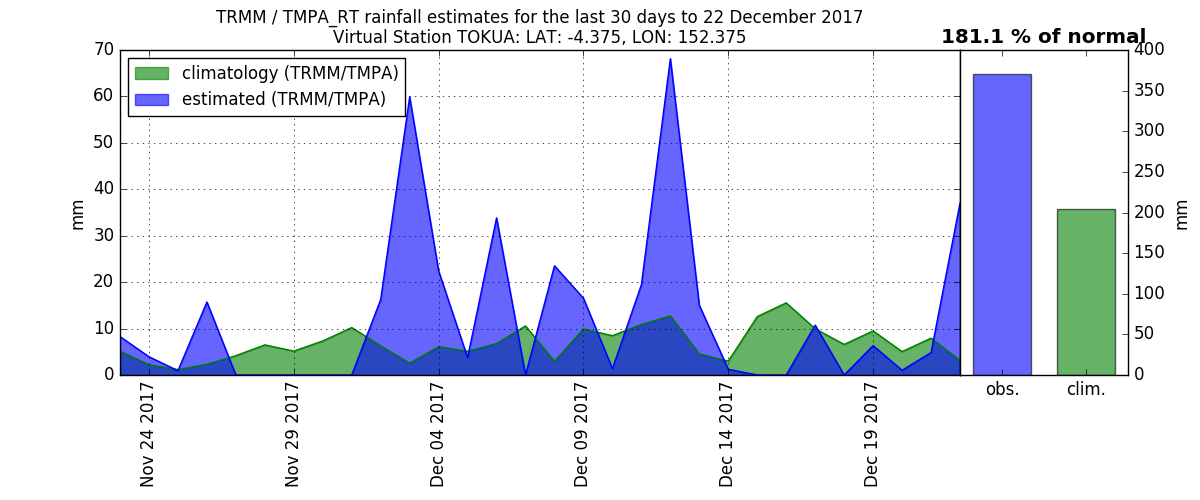 TRMM / TMPA_RT rainfall estimates for the last 30 days to 22 December 2017
Virtual Station TOKUA: LAT: -4.375, LON: 152.375
181.1 % of normal
climatology (TRMM/TMPA)
estimated (TRMM/TMPA)
70
60
50
40
30
20
10
0
mm
400
350
300
250
200
150
100
50
0
mm
Nov 24 2017
Nov 29 2017
Dec 04 2017
Dec 09 2017
Dec 14 2017
Dec 19 2017
obs.
clim.